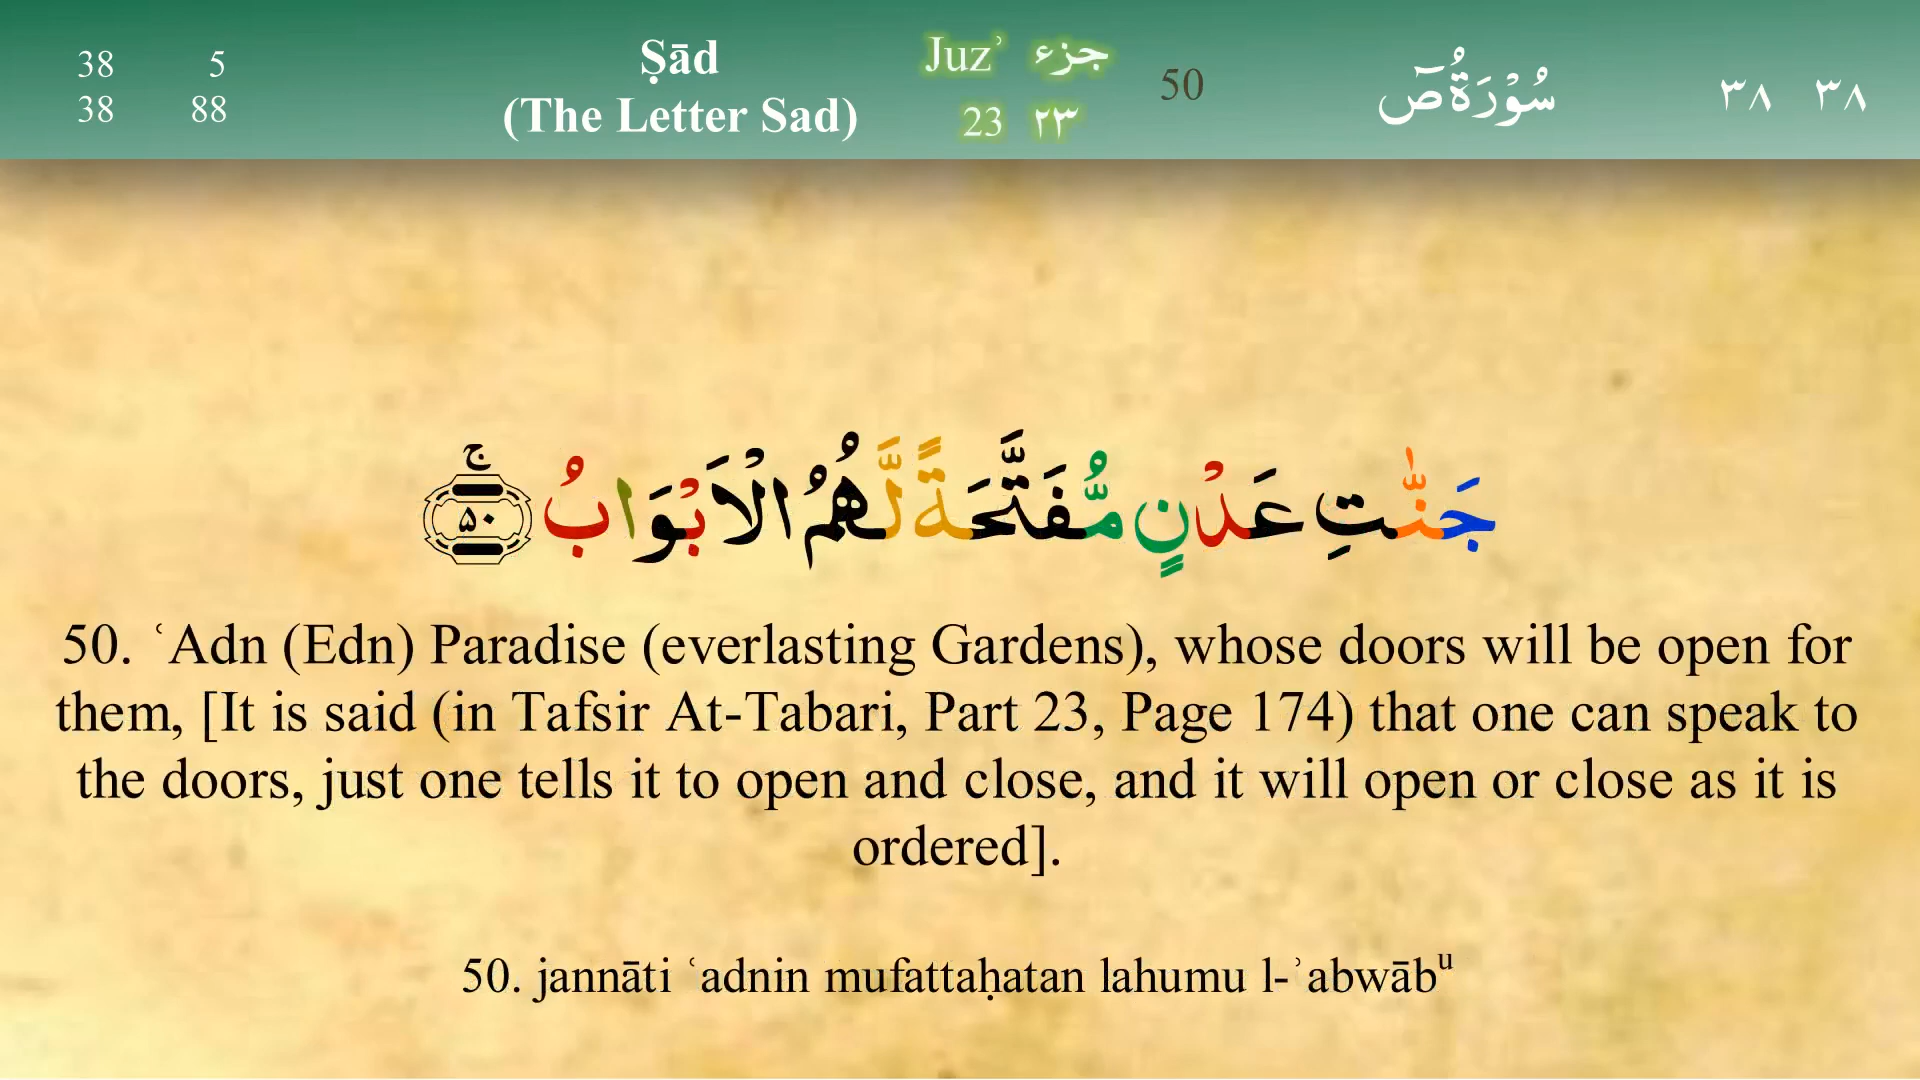 38 5
38 88
Ṣād
(The Letter Sad)
Juzʾ جزء
23 ٢٣
50
سُوْرَةُ صٓ
٣٨ ٣٨
جَنّٰتِ عَدْنٍ مُّفَتَّحَةً لَّهُمُ الْاَبْوَابُ ۚ ۵۰
50. ʿAdn (Edn) Paradise (everlasting Gardens), whose doors will be open for
them, [It is said (in Tafsir At-Tabari, Part 23, Page 174) that one can speak to
the doors, just one tells it to open and close, and it will open or close as it is
ordered].
50. jannāti ʿadnin mufattaḥatan lahumu l-ʾabwābᵘ